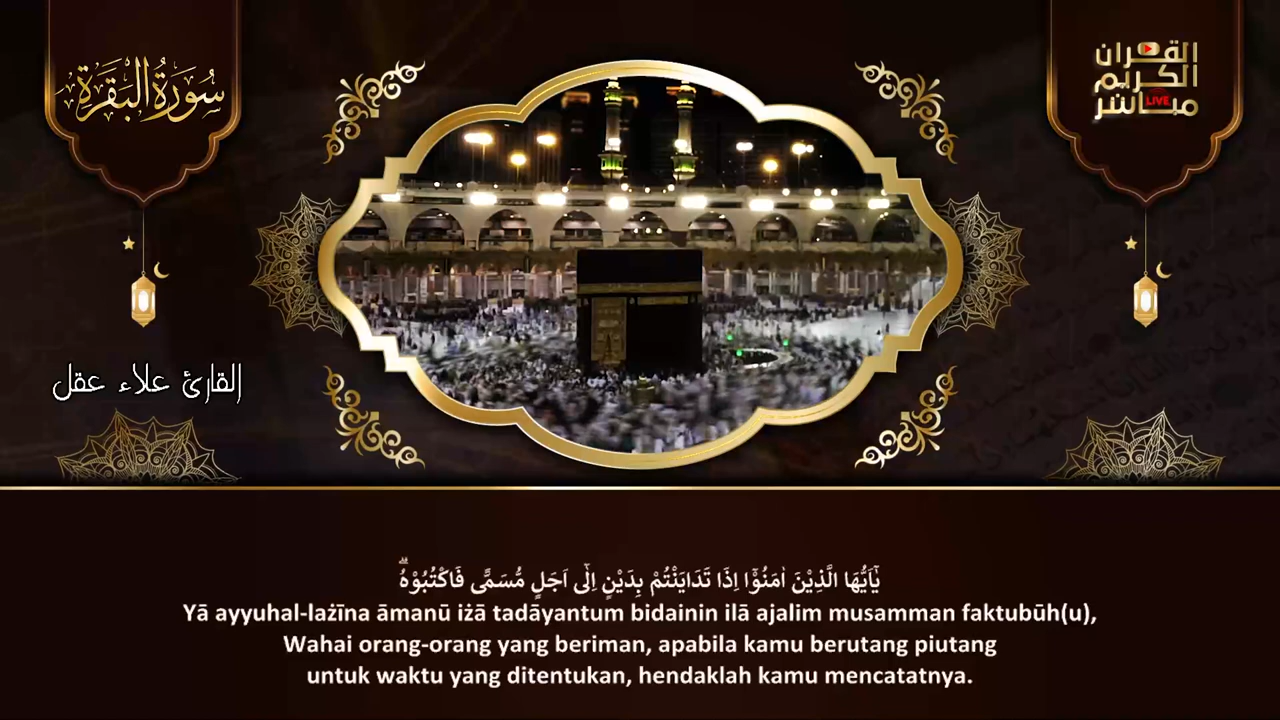 سُورَةُ البَقَرَةِ
القرآن
الكريم
مباشر
LIVE
القارئ علاء عقل
يٰٓاَيُّهَا الَّذِيْنَ اٰمَنُوْٓا اِذَا تَدَايَنْتُمْ بِدَيْنٍ اِلٰٓى اَجَلٍ مُّسَمًّى فَاكْتُبُوْهُۗ
Yā ayyuhal-lażīna āmanū iżā tadāyantum bidainin ilā ajalim musamman faktubūh(u),
Wahai orang-orang yang beriman, apabila kamu berutang piutang
untuk waktu yang ditentukan, hendaklah kamu mencatatnya.